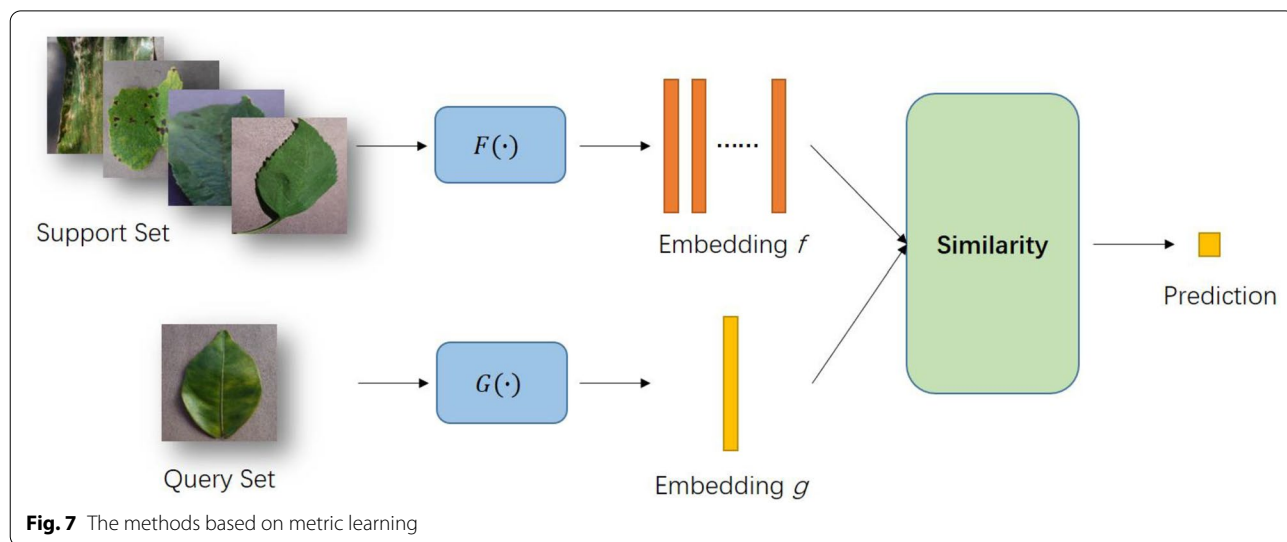 Support Set
F(·)
……
Embedding f
Similarity
Prediction
Query Set
G(·)
Embedding g
Fig. 7 The methods based on metric learning